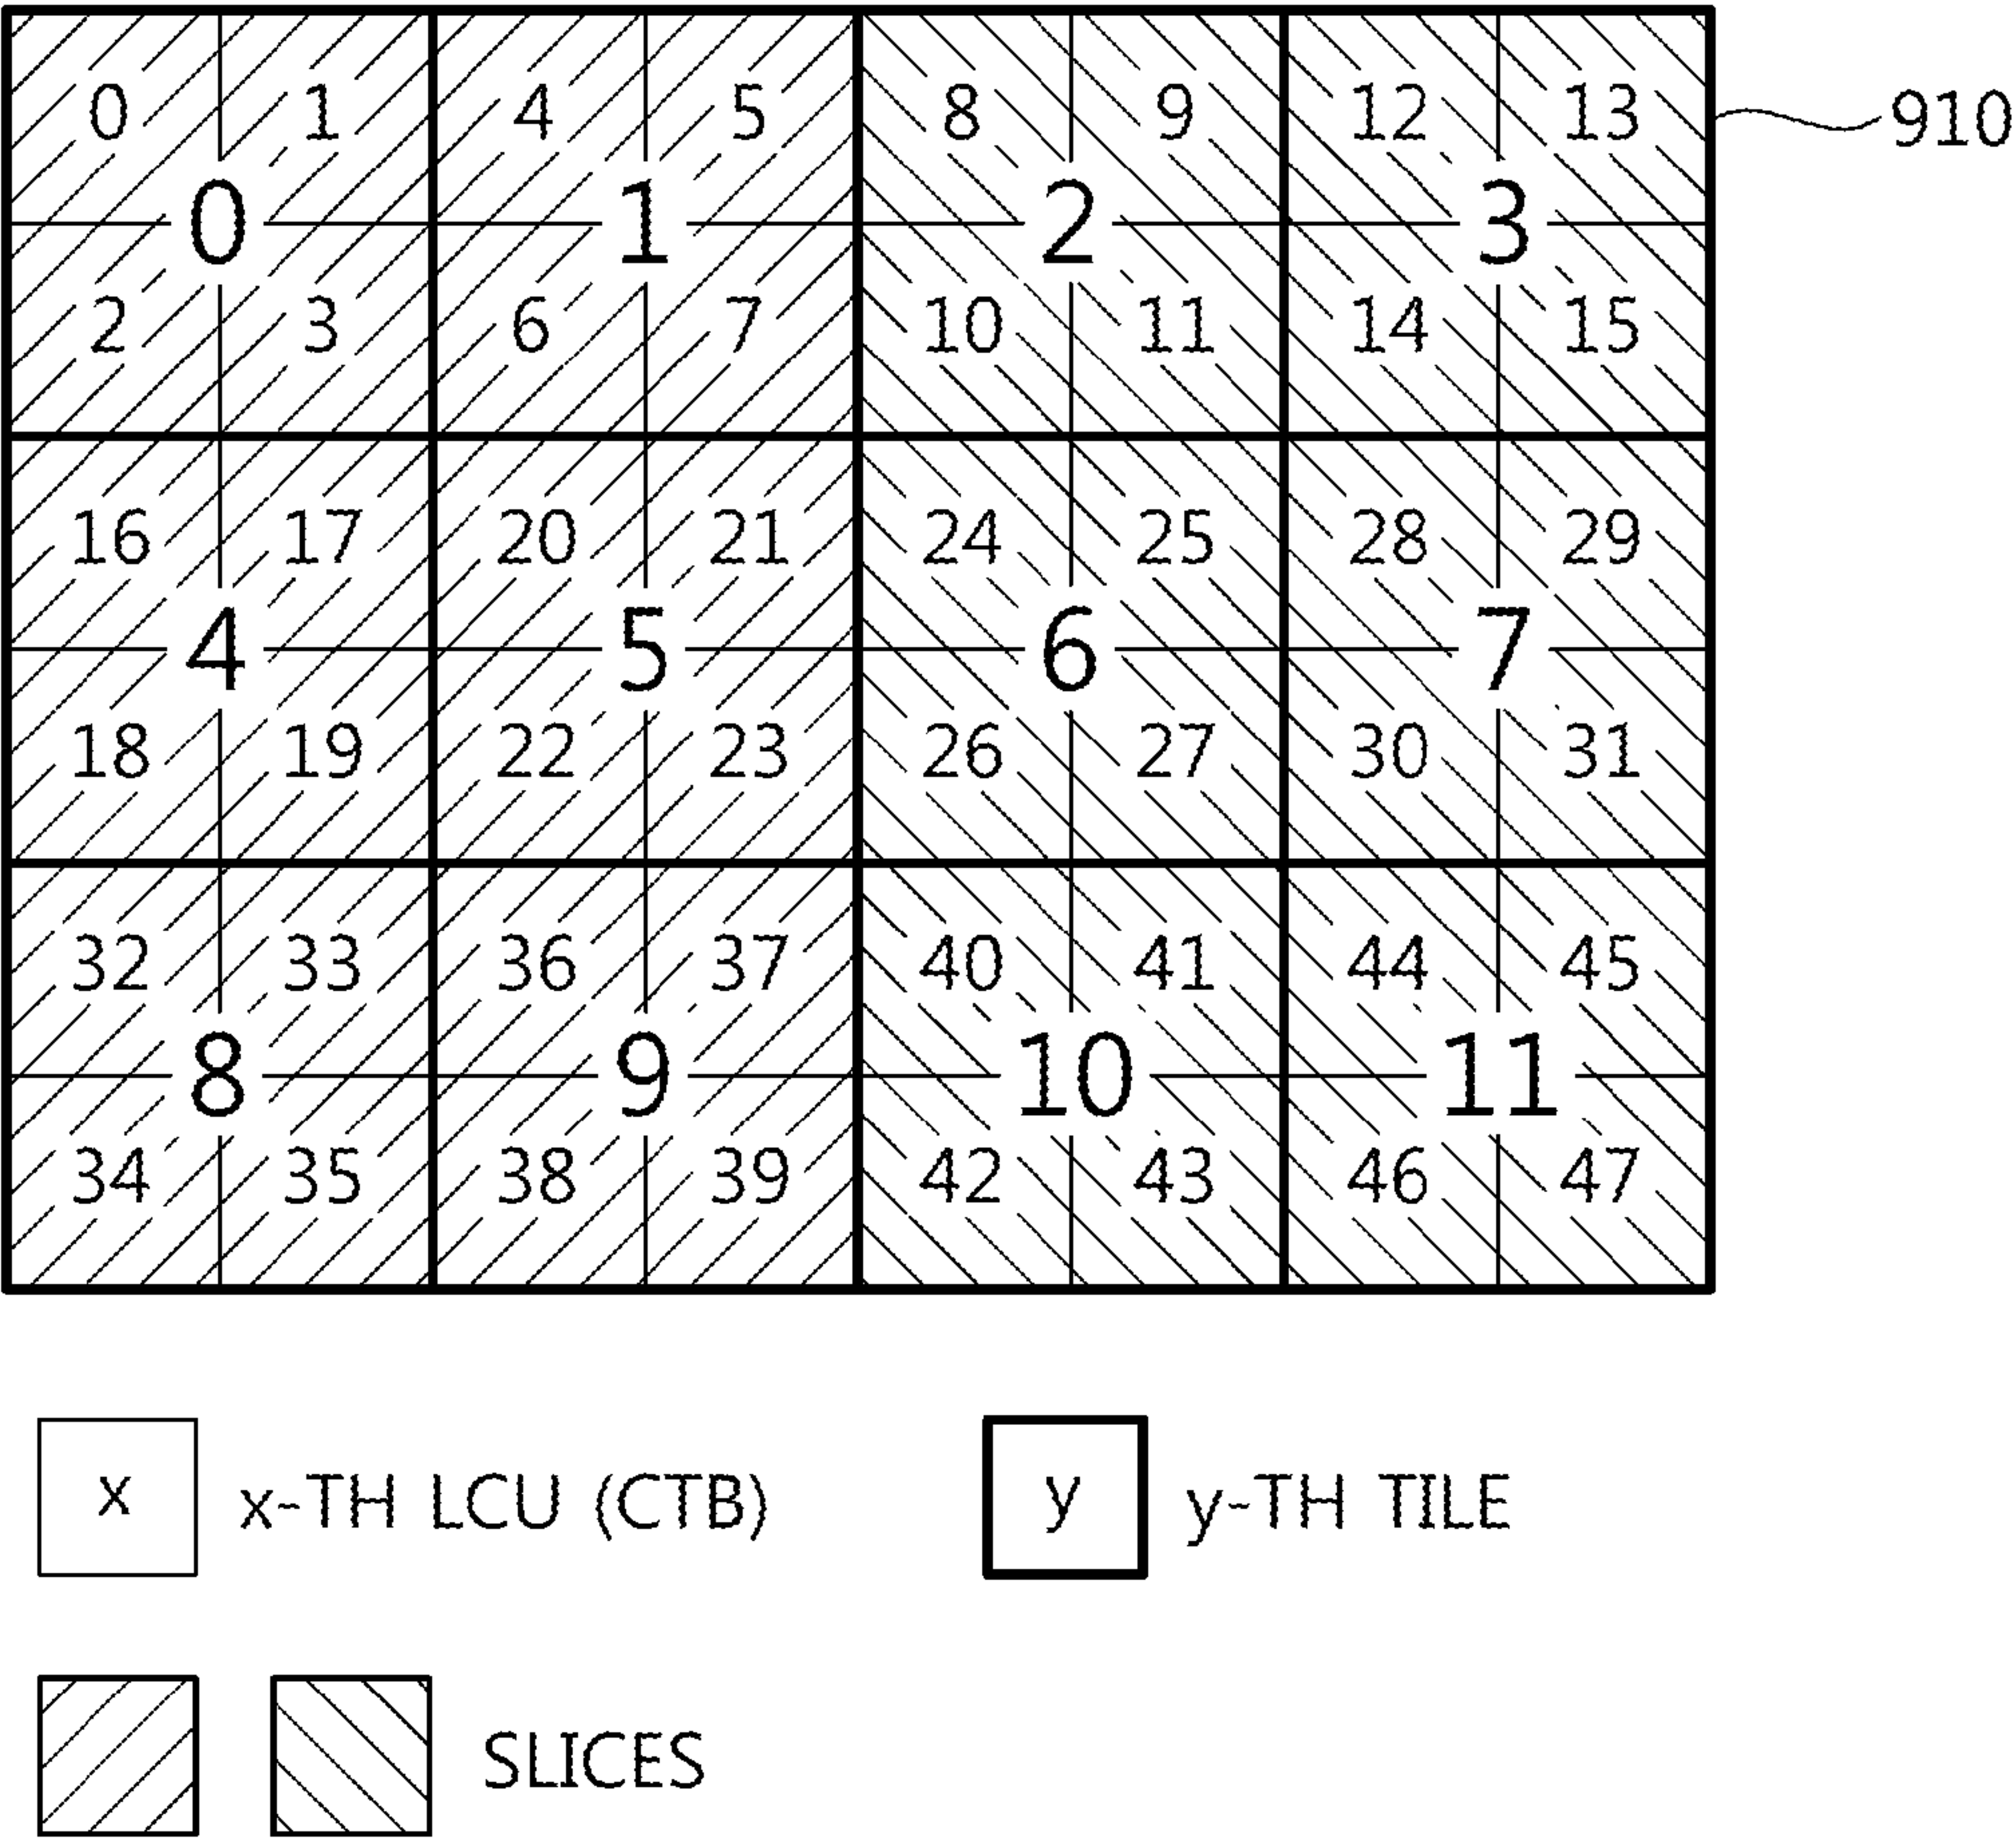 0 1 4 5 8 9 12 13
910
0 1 2 3
2 3 6 7 10 11 14 15
16 17 20 21 24 25 28 29
4 5 6 7
18 19 22 23 26 27 30 31
32 33 36 37 40 41 44 45
8 9 10 11
34 35 38 39 42 43 46 47
x x-TH LCU (CTB) y y-TH TILE
SLICES